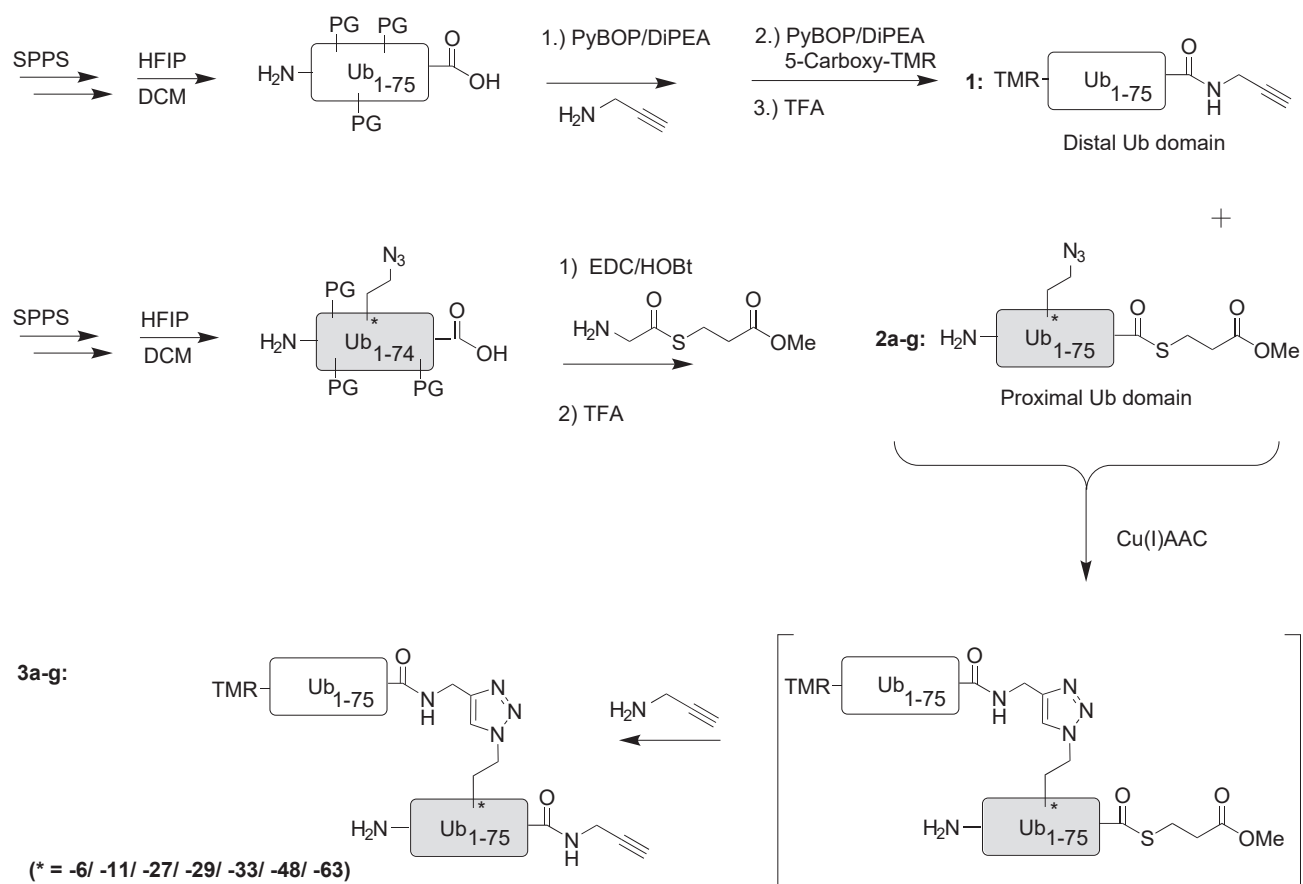 SPPS
HFIP
DCM
PG
PG
H2N
Ub1-75
O
OH
PG
1.) PyBOP/DiPEA
H2N
2.) PyBOP/DiPEA
5-Carboxy-TMR
3.) TFA
1: TMR
Ub1-75
O
N
H
Distal Ub domain
+
SPPS
HFIP
DCM
N3
PG
*
H2N
Ub1-74
O
OH
PG
PG
1) EDC/HOBt
O
O
H2N
S
OMe
2) TFA
N3
*
2a-g: H2N
Ub1-75
O
S
O
OMe
Proximal Ub domain
Cu(I)AAC
3a-g:
TMR
Ub1-75
O
N
H
N
N
N
*
H2N
Ub1-75
O
N
H
(* = -6/ -11/ -27/ -29/ -33/ -48/ -63)
H2N
TMR
Ub1-75
O
N
H
N
N
N
*
H2N
Ub1-75
O
S
O
OMe